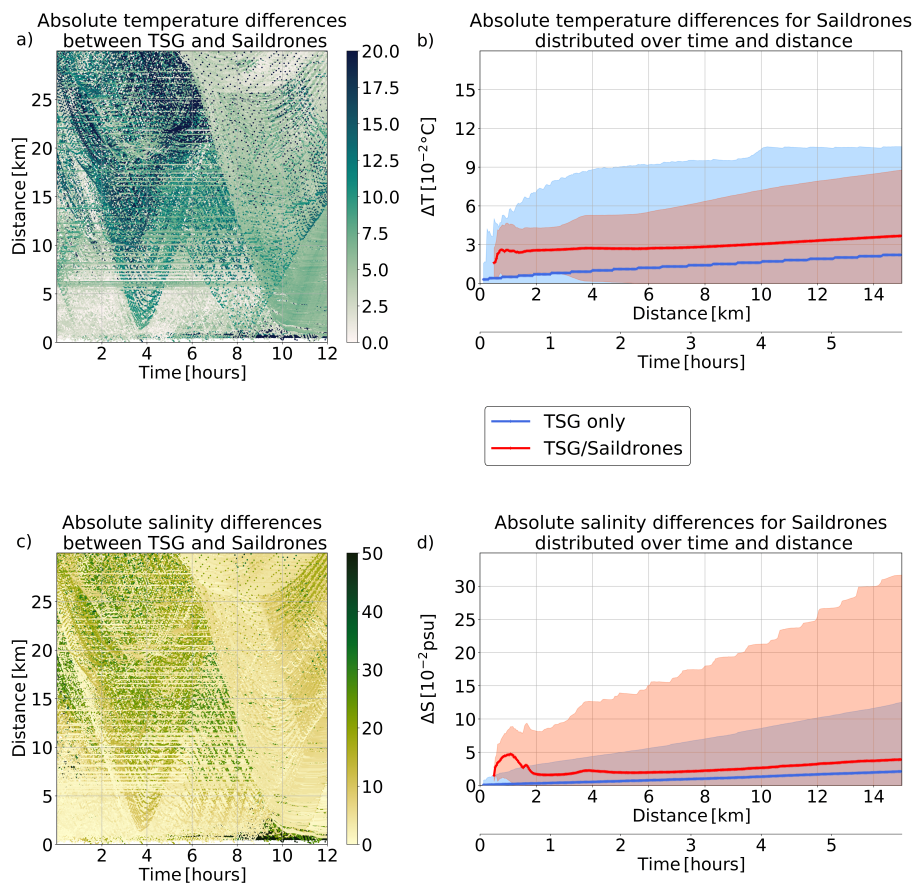 Absolute temperature differences
between TSG and Saildrones
a)
20.0
17.5
15.0
12.5
10.0
7.5
5.0
2.5
0.0
25
20
15
10
5
0
Distance [km]
2 4 6 8 10 12
Time [hours]
Absolute temperature differences for Saildrones
distributed over time and distance
b)
15
12
9
6
3
0
ΔT [10⁻²°C]
0 2 4 6 8 10 12 14
Distance [km]
0 1 2 3 4 5
Time [hours]
TSG only
TSG/Saildrones
Absolute salinity differences
between TSG and Saildrones
c)
50
40
30
20
10
0
25
20
15
10
5
0
Distance [km]
2 4 6 8 10 12
Time [hours]
Absolute salinity differences for Saildrones
distributed over time and distance
d)
30
25
20
15
10
5
0
ΔS [10⁻²psu]
0 2 4 6 8 10 12 14
Distance [km]
0 1 2 3 4 5
Time [hours]